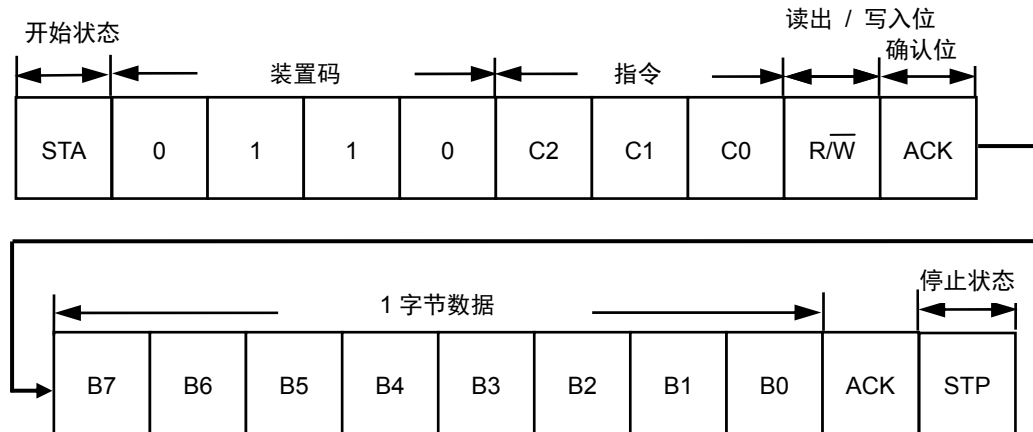 读出 / 写入位
开始状态 装置码 指令 确认位
STA 0 1 1 0 C2 C1 C0 R/W̅ ACK
停止状态
1 字节数据
B7 B6 B5 B4 B3 B2 B1 B0 ACK STP